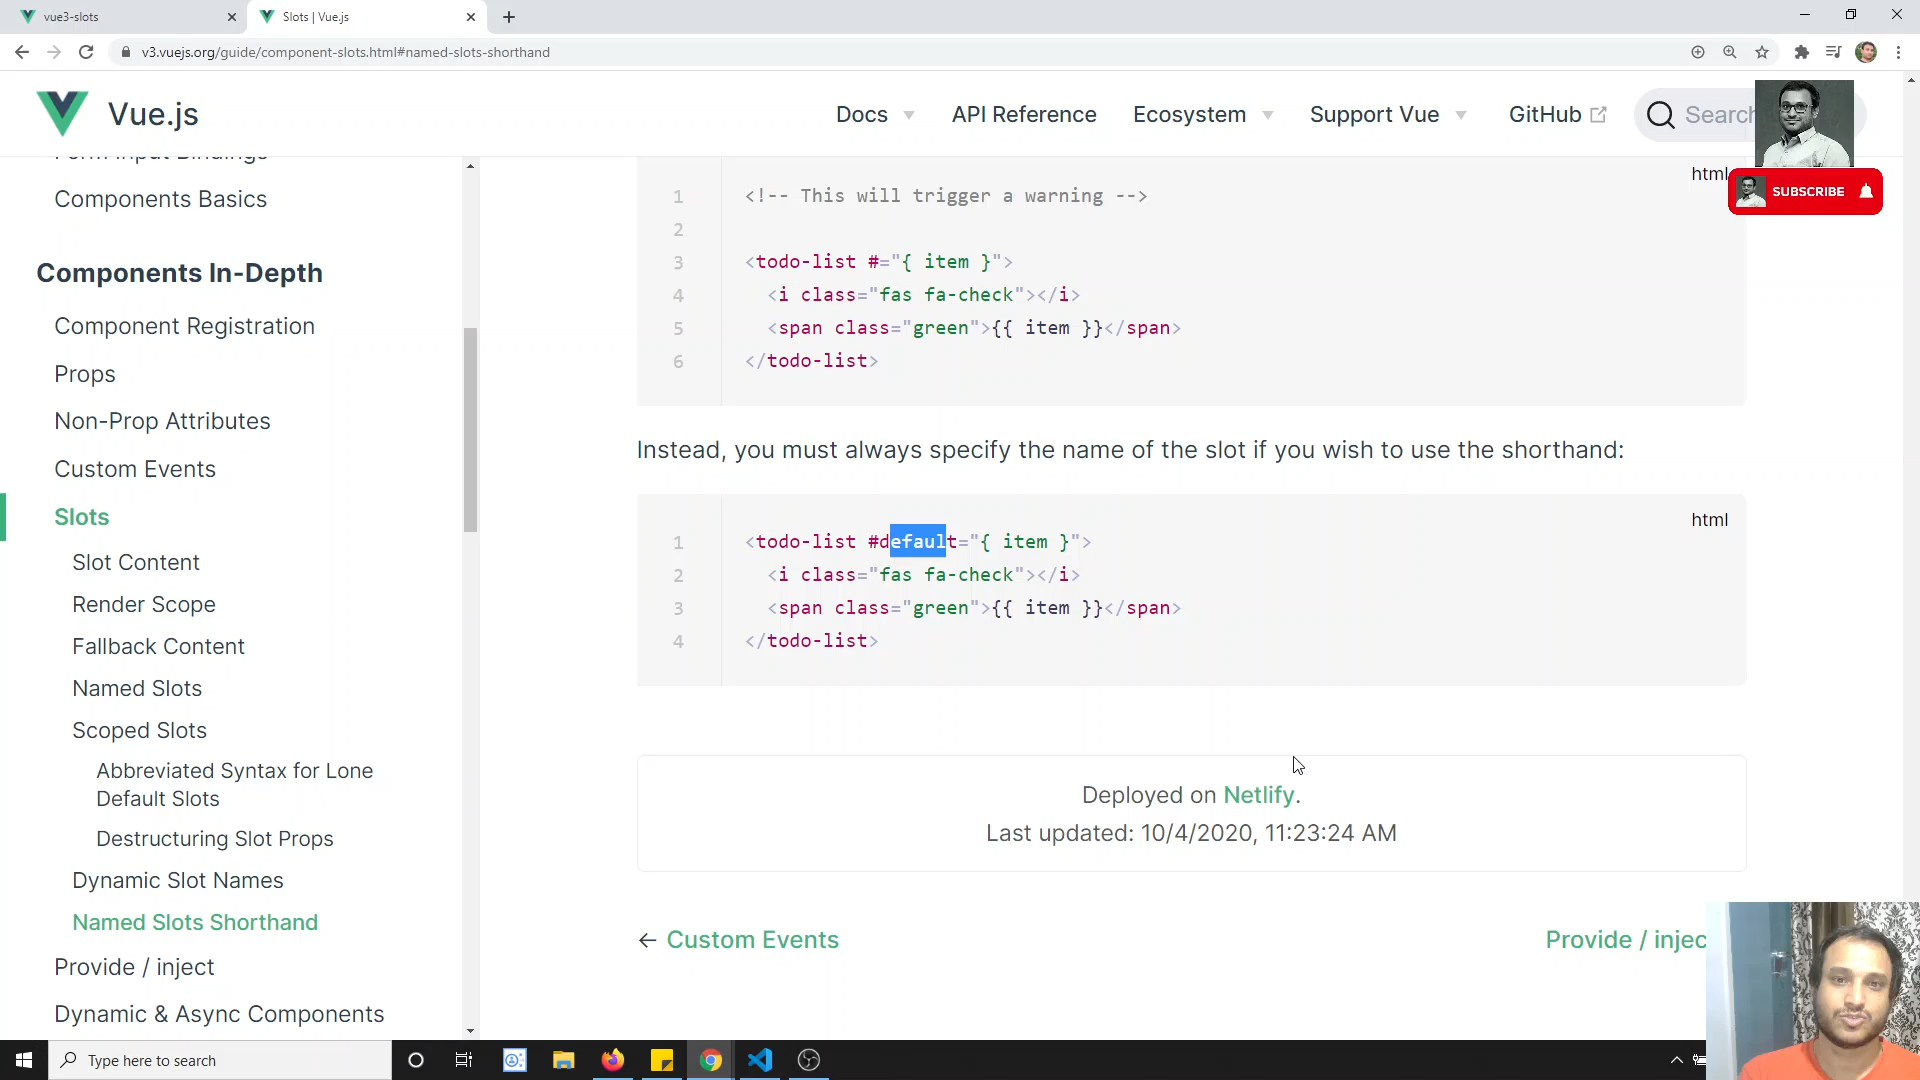 vue3-slots
Slots | Vue.js
v3.vuejs.org/guide/component-slots.html#named-slots-shorthand
Vue.js
Docs
API Reference
Ecosystem
Support Vue
GitHub
Search
SUBSCRIBE
Form Input Bindings
Components Basics
Components In-Depth
Component Registration
Props
Non-Prop Attributes
Custom Events
Slots
Slot Content
Render Scope
Fallback Content
Named Slots
Scoped Slots
Abbreviated Syntax for Lone
Default Slots
Destructuring Slot Props
Dynamic Slot Names
Named Slots Shorthand
Provide / inject
Dynamic & Async Components
html
1 <!-- This will trigger a warning -->
2
3 <todo-list #="{ item }">
4 <i class="fas fa-check"></i>
5 <span class="green">{{ item }}</span>
6 </todo-list>
Instead, you must always specify the name of the slot if you wish to use the shorthand:
html
1 <todo-list #default="{ item }">
2 <i class="fas fa-check"></i>
3 <span class="green">{{ item }}</span>
4 </todo-list>
Deployed on Netlify.
Last updated: 10/4/2020, 11:23:24 AM
← Custom Events
Provide / injec
Type here to search